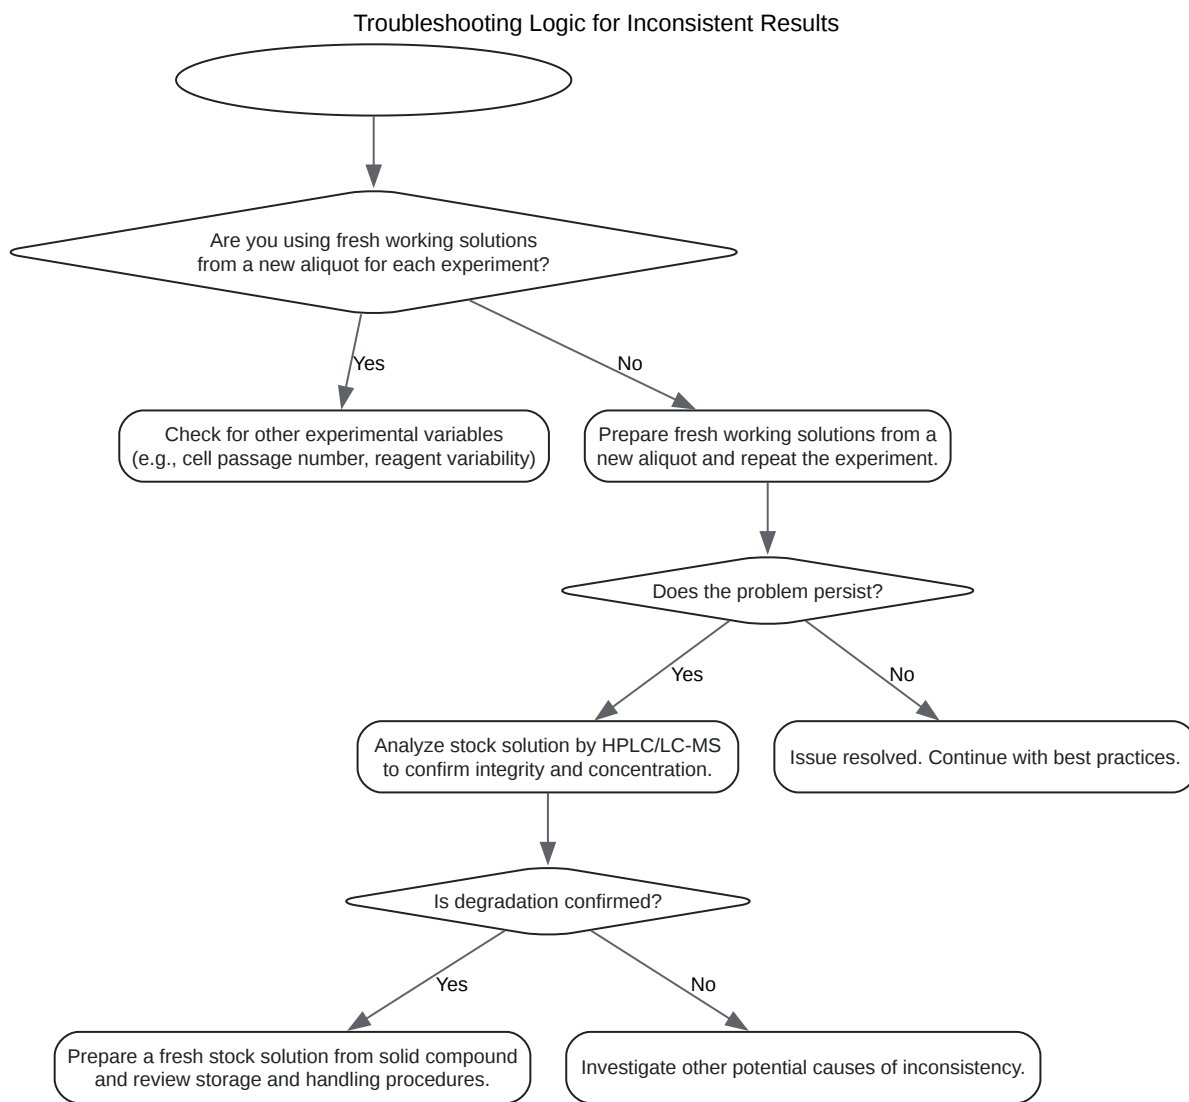 Troubleshooting Logic for Inconsistent Results
Are you using fresh working solutions
from a new aliquot for each experiment?
Yes
No
Check for other experimental variables
(e.g., cell passage number, reagent variability)
Prepare fresh working solutions from a
new aliquot and repeat the experiment.
Does the problem persist?
Yes
No
Analyze stock solution by HPLC/LC-MS
to confirm integrity and concentration.
Issue resolved. Continue with best practices.
Is degradation confirmed?
Yes
No
Prepare a fresh stock solution from solid compound
and review storage and handling procedures.
Investigate other potential causes of inconsistency.